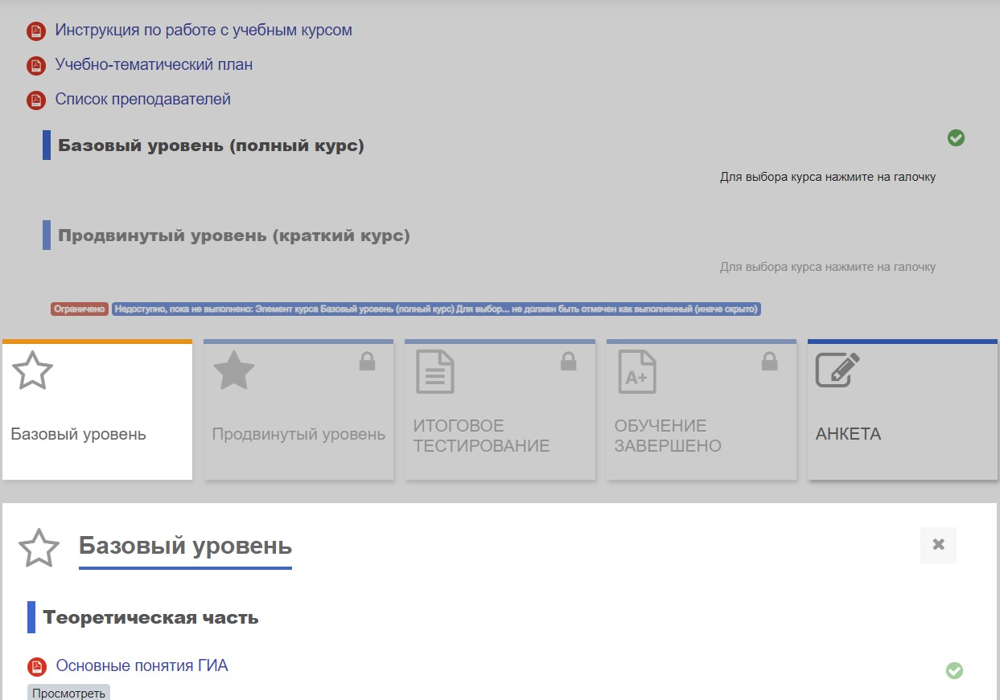 Инструкция по работе с учебным курсом
Учебно-тематический план
Список преподавателей
Базовый уровень (полный курс)
Для выбора курса нажмите на галочку
Продвинутый уровень (краткий курс)
Для выбора курса нажмите на галочку
Ограничено Недоступно, пока не выполнено: Элемент курса Базовый уровень (полный курс) Для выбор... не должен быть отмечен как выполненный (иначе скрыто)
Базовый уровень
Продвинутый уровень
ИТОГОВОЕ
ТЕСТИРОВАНИЕ
A+
ОБУЧЕНИЕ
ЗАВЕРШЕНО
АНКЕТА
Базовый уровень
Теоретическая часть
Основные понятия ГИА
Просмотреть